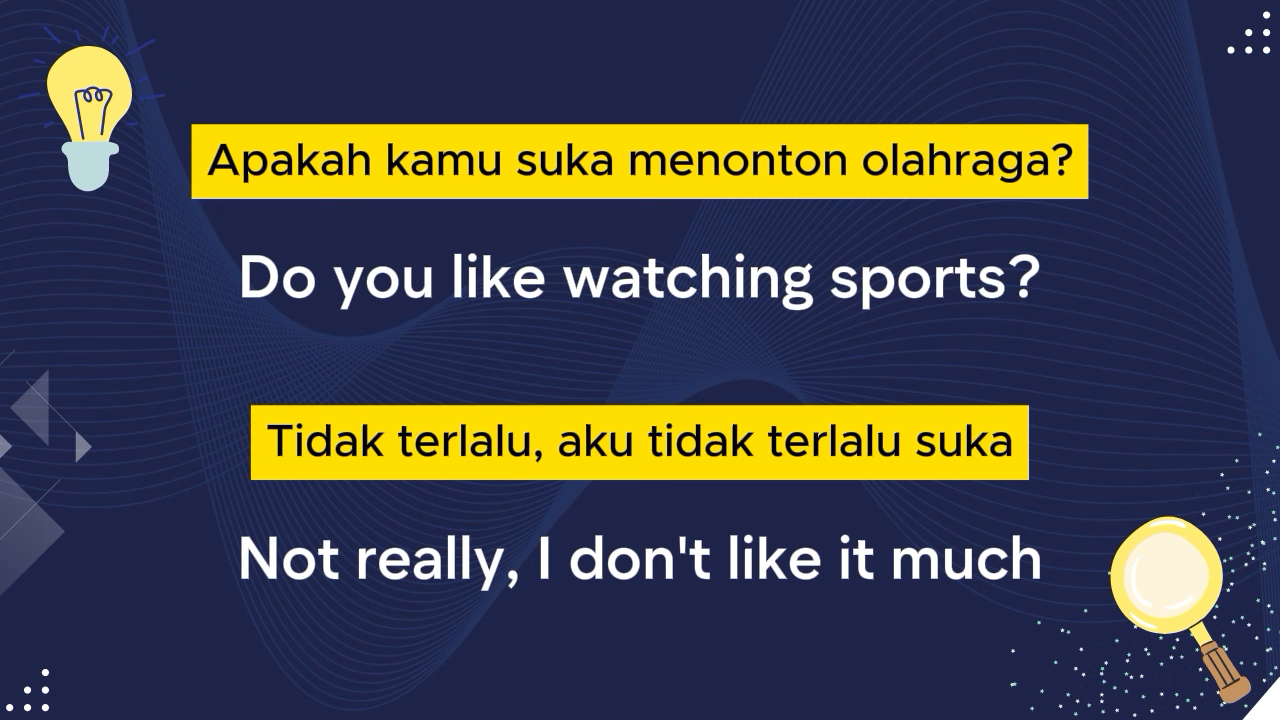 Apakah kamu suka menonton olahraga?
Do you like watching sports?
Tidak terlalu, aku tidak terlalu suka
Not really, I don't like it much